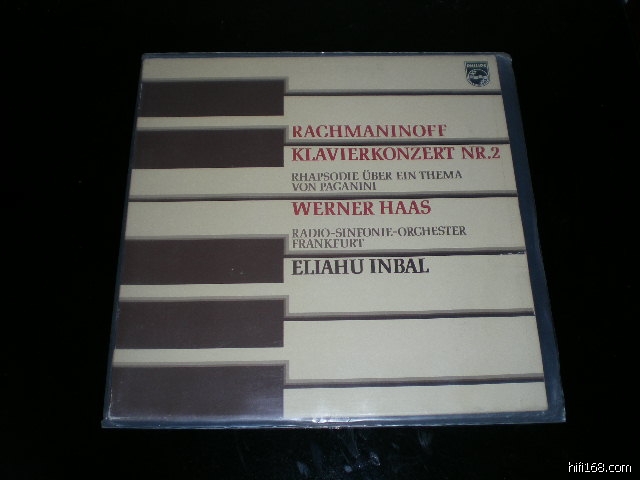 PHILIPS
RACHMANINOFF
KLAVIERKONZERT NR.2
RHAPSODIE ÜBER EIN THEMA
VON PAGANINI
WERNER HAAS
RADIO-SINFONIE-ORCHESTER
FRANKFURT
ELIAHU INBAL
hifi168.com